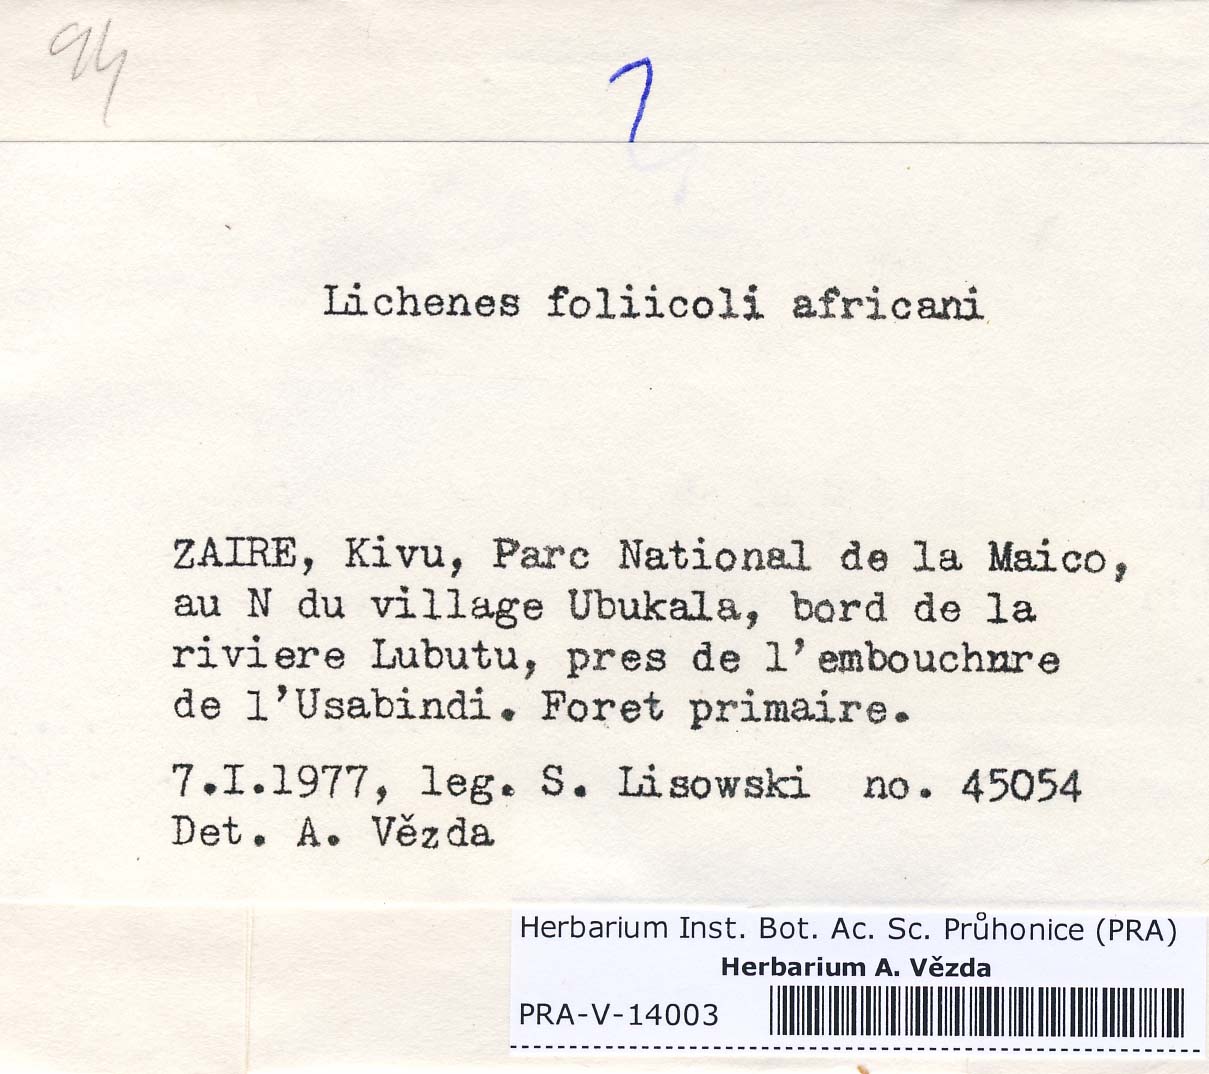 94
Lichenes foliicoli africani
ZAIRE, Kivu, Parc National de la Maico,
au N du village Ubukala, bord de la
riviere Lubutu, pres de l'embouchure
de l'Usabindi. Foret primaire.
7.I.1977, leg. S. Lisowski no. 45054
Det. A. Vězda
Herbarium Inst. Bot. Ac. Sc. Průhonice (PRA)
Herbarium A. Vězda
PRA-V-14003